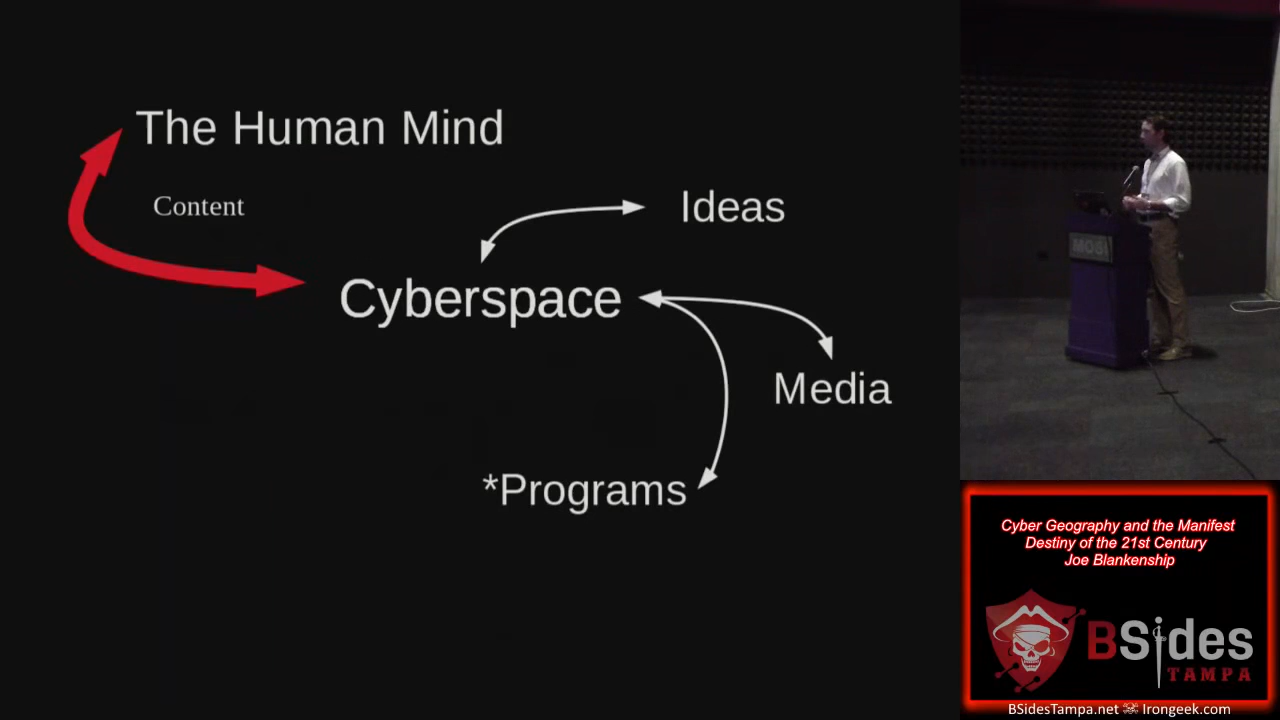 The Human Mind
Content
Ideas
Cyberspace
Media
*Programs
MOSI
Cyber Geography and the Manifest
Destiny of the 21st Century
Joe Blankenship
BSides
TAMPA
BSidesTampa.net Irongeek.com